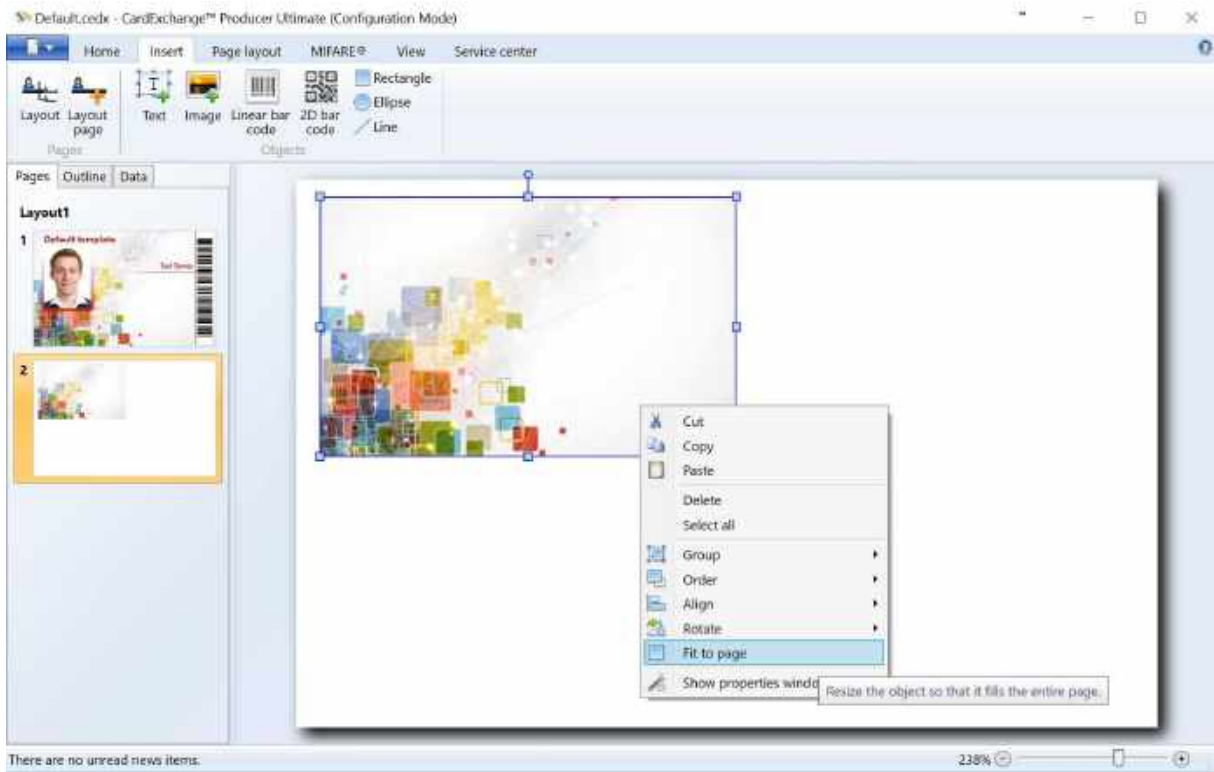 Default.cedx - CardExchange™ Producer Ultimate (Configuration Mode)
Home Insert Page layout MIFARE® View Service center
Layout
Layout page
Text
Image
Linear bar code
2D bar code
Rectangle
Ellipse
Line
Pages
Objects
Pages Outline Data
Layout1
1
Default template
2
Cut
Copy
Paste
Delete
Select all
Group
Order
Align
Rotate
Fit to page
Show properties windo
Resize the object so that it fills the entire page.
There are no unread news items.
238%